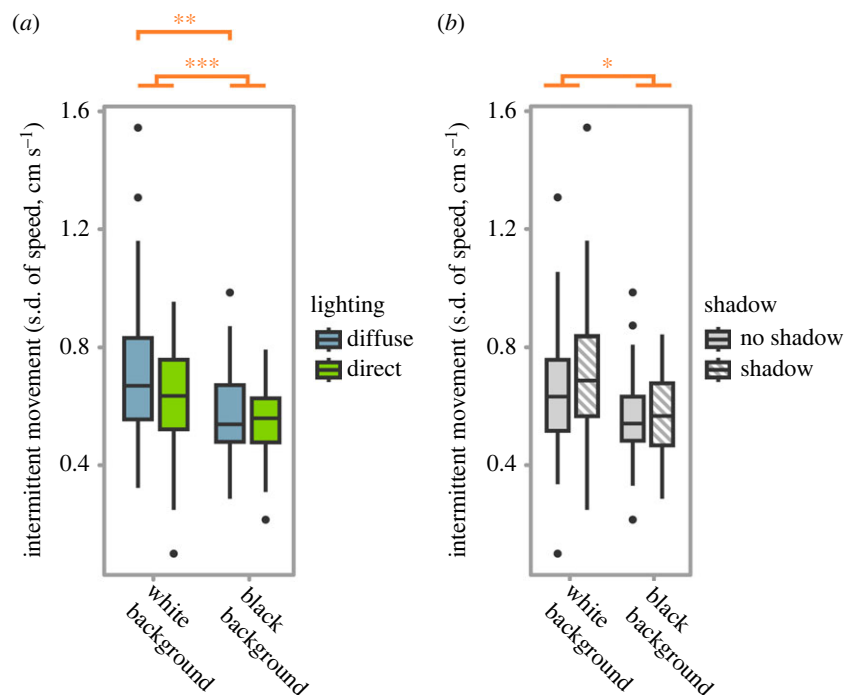 (a)
**
***
intermittent movement (s.d. of speed, cm s⁻¹)
1.6
1.2
0.8
0.4
white
background
black
background
lighting
diffuse
direct
(b)
*
intermittent movement (s.d. of speed, cm s⁻¹)
1.6
1.2
0.8
0.4
white
background
black
background
shadow
no shadow
shadow